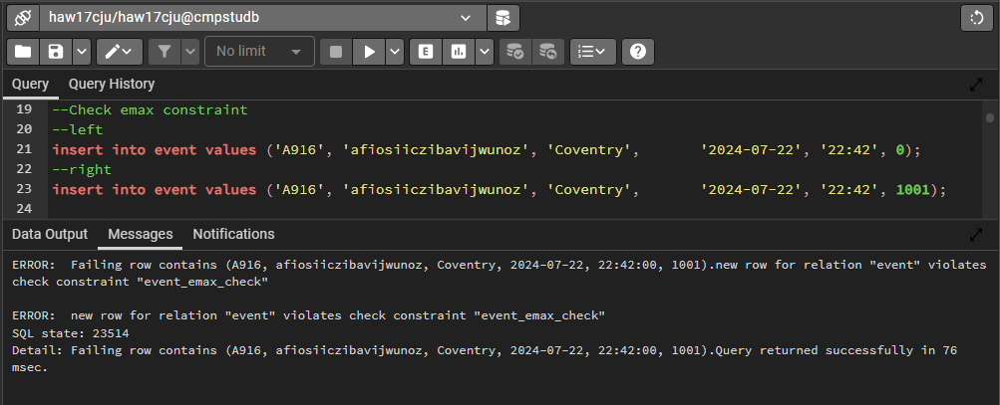 haw17cju/haw17cju@cmpstudb
No limit
E
Query Query History
19 --Check emax constraint
20 --left
21 insert into event values ('A916', 'afiosiiczibavijwunoz', 'Coventry', '2024-07-22', '22:42', 0);
22 --right
23 insert into event values ('A916', 'afiosiiczibavijwunoz', 'Coventry', '2024-07-22', '22:42', 1001);
24
Data Output Messages Notifications
ERROR:  Failing row contains (A916, afiosiiczibavijwunoz, Coventry, 2024-07-22, 22:42:00, 1001).new row for relation "event" violates
check constraint "event_emax_check"
ERROR:  new row for relation "event" violates check constraint "event_emax_check"
SQL state: 23514
Detail: Failing row contains (A916, afiosiiczibavijwunoz, Coventry, 2024-07-22, 22:42:00, 1001).Query returned successfully in 76
msec.